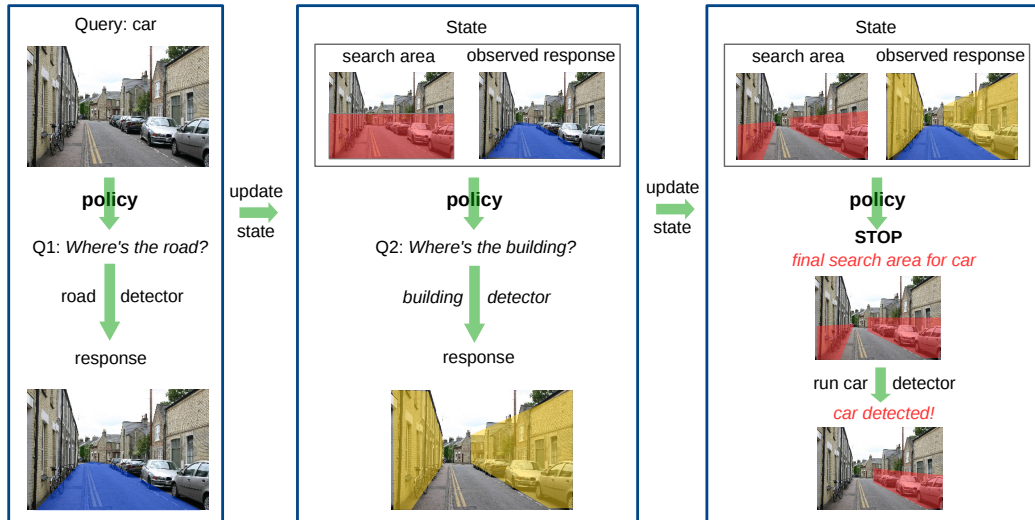 Query: car
policy
Q1: Where's the road?
road detector
response
update
state
State
search area observed response
policy
Q2: Where's the building?
building detector
response
update
state
State
search area observed response
policy
STOP
final search area for car
run car detector
car detected!